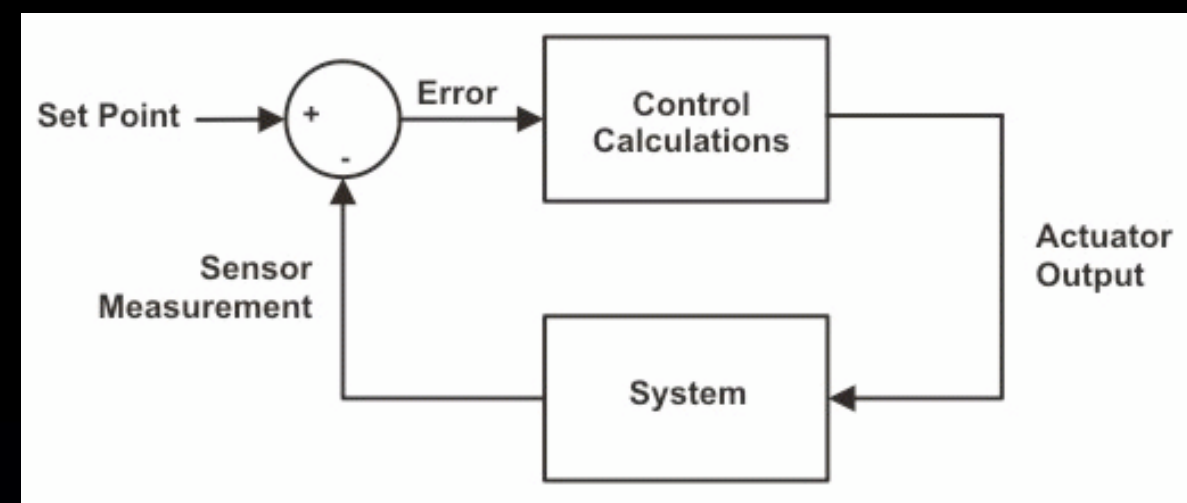 Set Point
+
-
Error
Control
Calculations
Actuator
Output
System
Sensor
Measurement